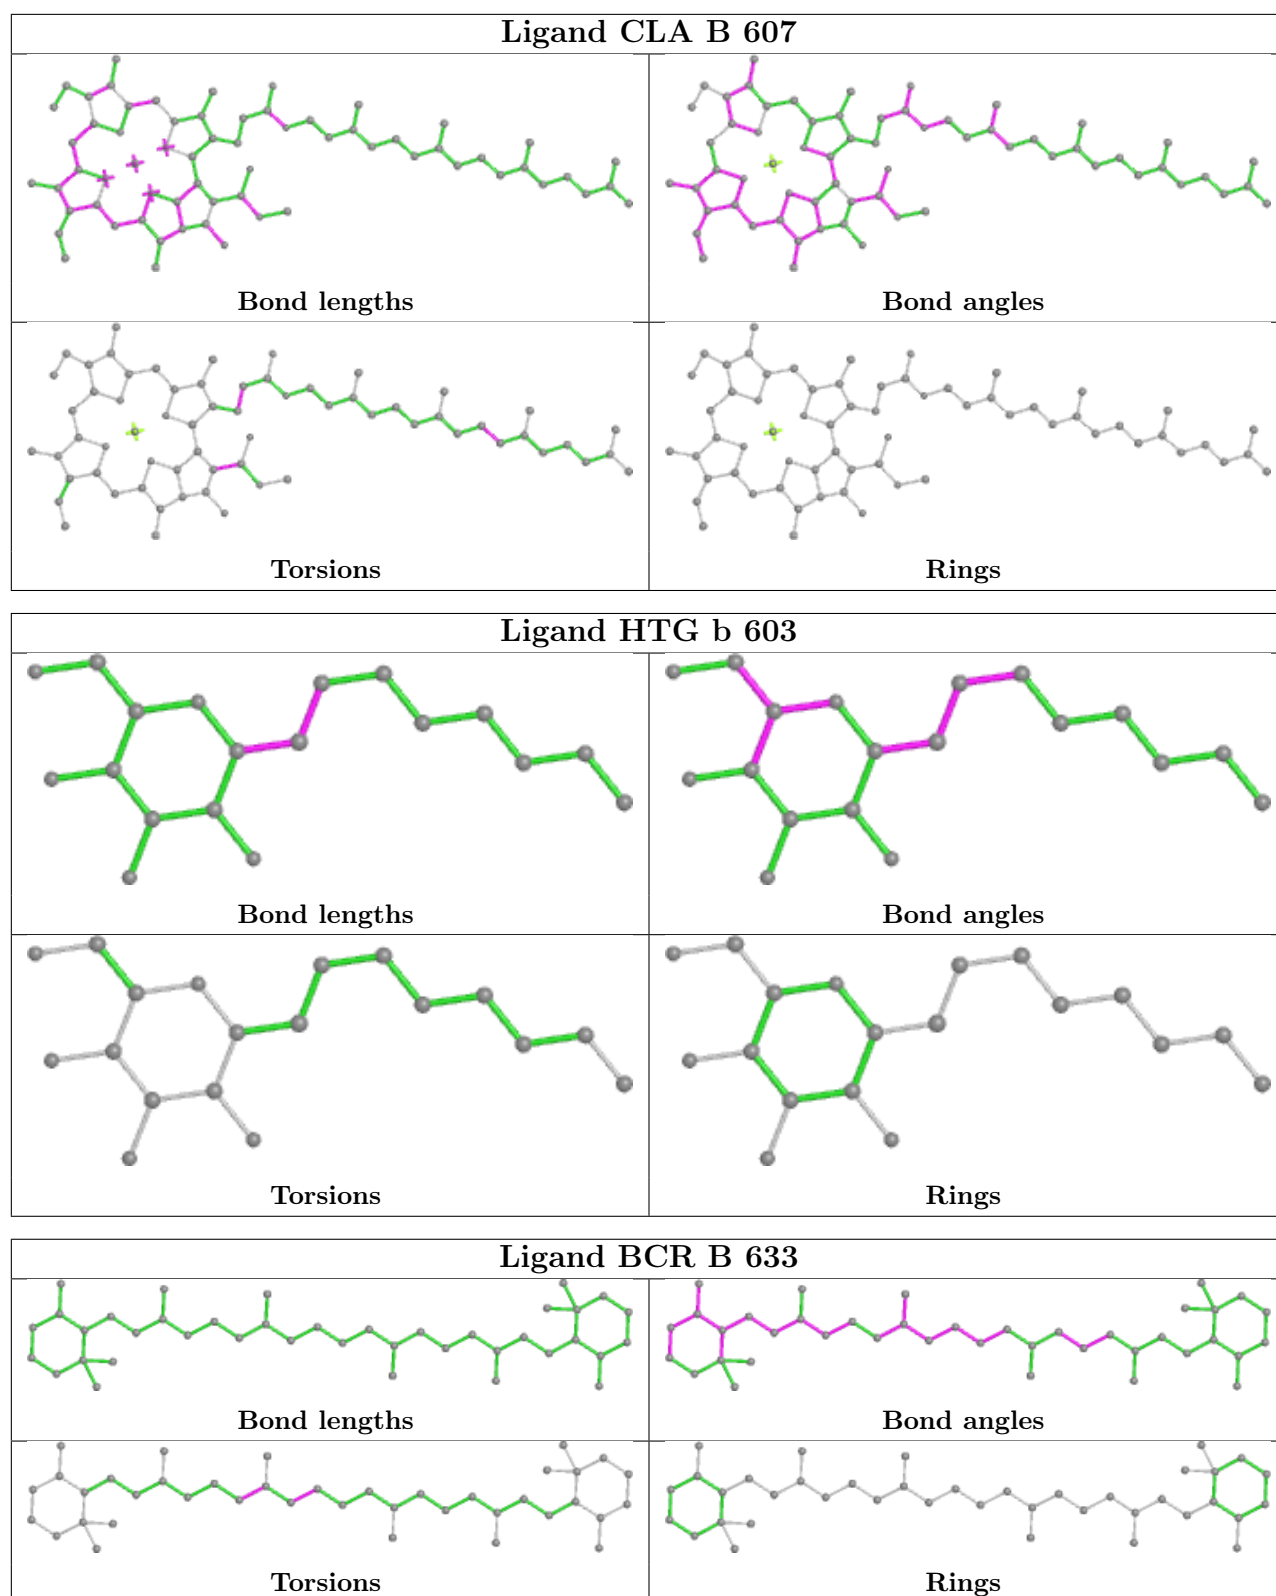 Ligand CLA B 607
Bond lengths
Bond angles
Torsions
Rings
Ligand HTG b 603
Bond lengths
Bond angles
Torsions
Rings
Ligand BCR B 633
Bond lengths
Bond angles
Torsions
Rings